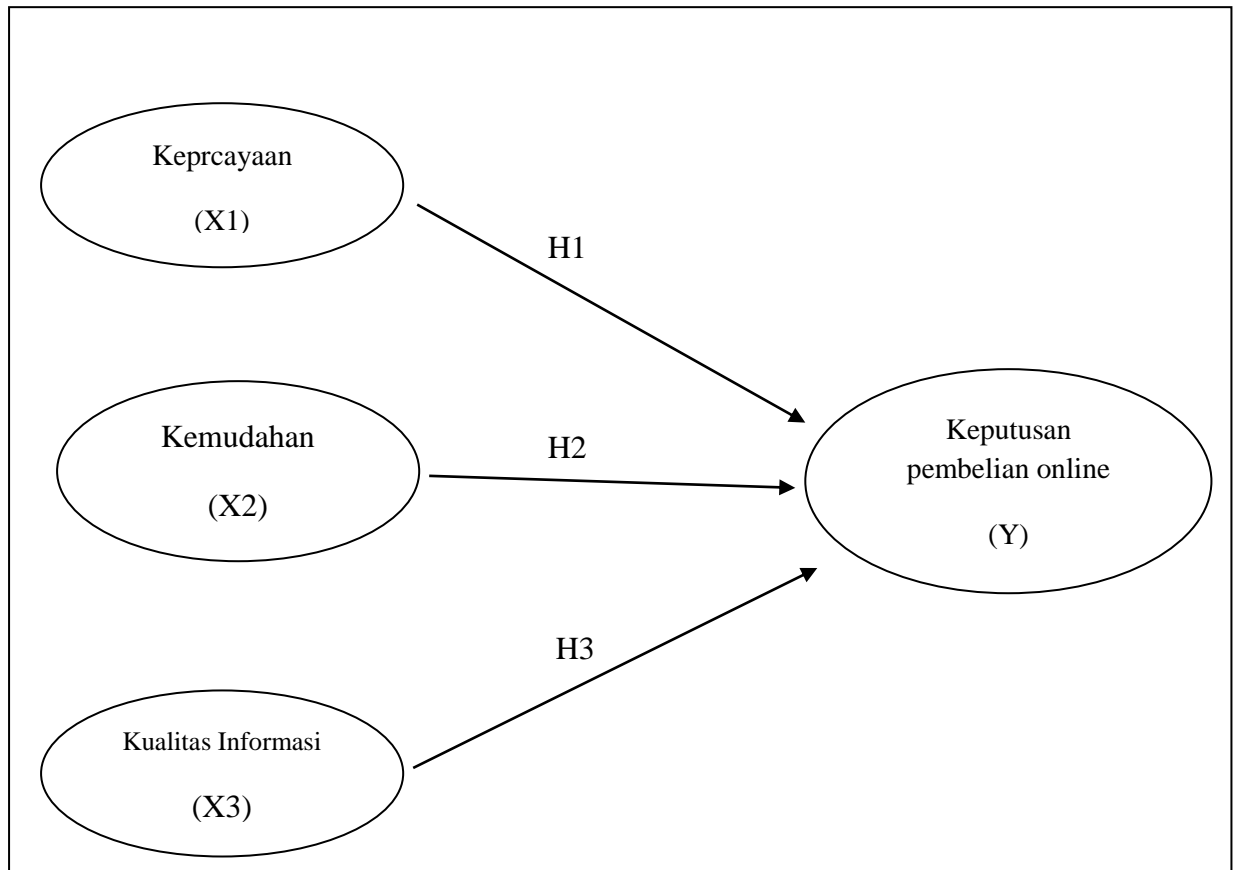 Keprcayaan
(X1)
H1
Kemudahan
(X2)
H2
Keputusan
pembelian online
(Y)
H3
Kualitas Informasi
(X3)